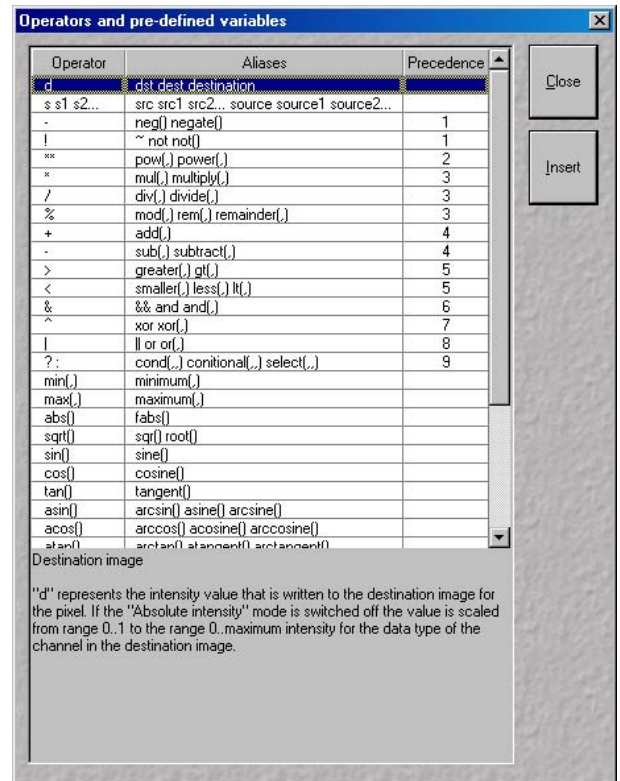 Operators and pre-defined variables
Operator Aliases Precedence
d dst dest destination
s s1 s2... src src1 src2... source source1 source2...
- neg() negate() 1
! ~ not not() 1
** pow(,) power(,) 2
* mul(,) multiply(,) 3
/ div(,) divide(,) 3
% mod(,) rem(,) remainder(,) 3
+ add(,) 4
- sub(,) subtract(,) 4
> greater(,) gt(,) 5
< smaller(,) less(,) lt(,) 5
& && and and(,) 6
^ xor xor(,) 7
| || or or(,) 8
? : cond(,,) conitional(,,) select(,,) 9
min(,) minimum(,)
max(,) maximum(,)
abs() fabs()
sqrt() sqr() root()
sin() sine()
cos() cosine()
tan() tangent()
asin() arcsin() asine() arcsine()
acos() arccos() acosine() arccosine()
atan() arctan() atangent() arctangent()
Close
Insert
Destination image
"d" represents the intensity value that is written to the destination image for
the pixel. If the "Absolute intensity" mode is switched off the value is scaled
from range 0..1 to the range 0..maximum intensity for the data type of the
channel in the destination image.